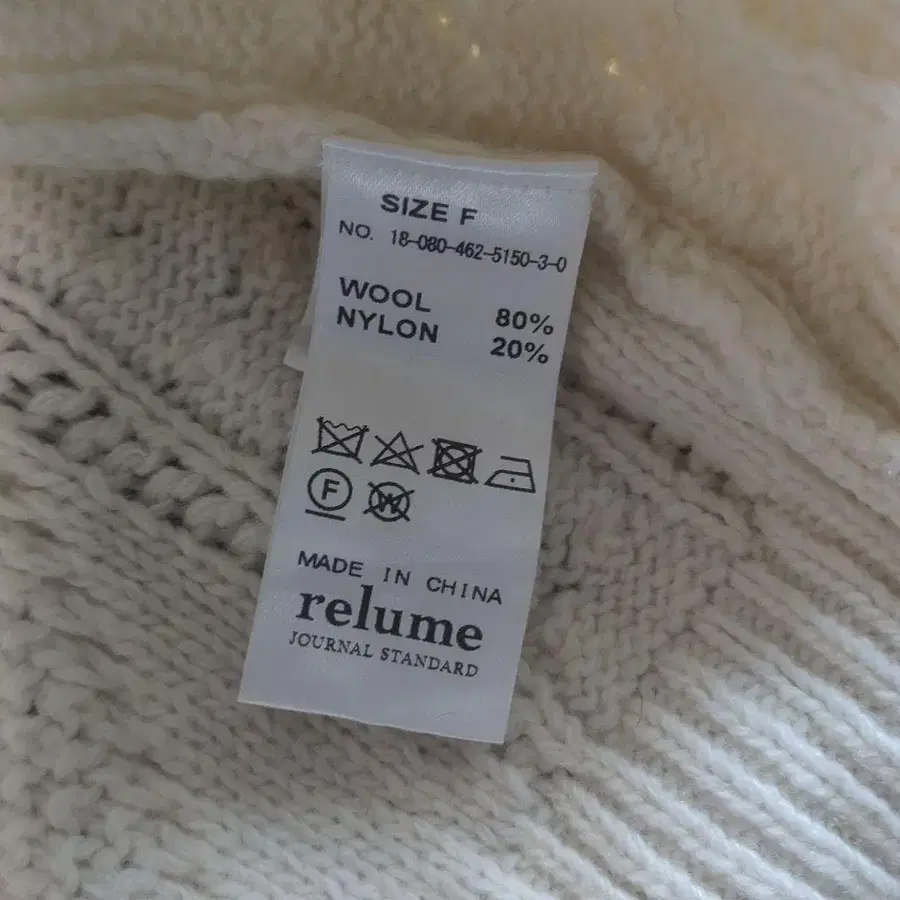 SIZE F
NO. 18-080-462-5150-3-0
WOOL 80%
NYLON 20%
F W
MADE IN CHINA
relume
JOURNAL STANDARD